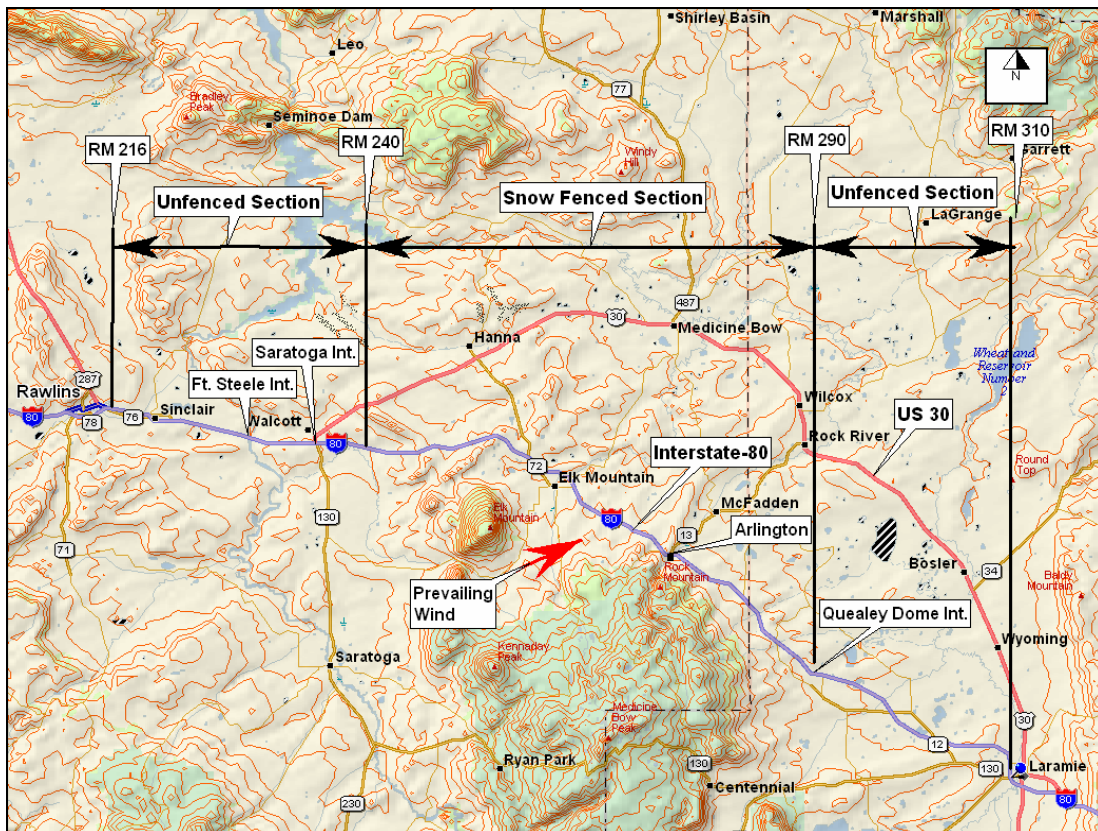 Shirley Basin
Marshall
Leo
N
77
Bradley
Peak
Seminoe Dam
RM 216
RM 240
Windy
Hill
RM 290
RM 310
Garrett
Unfenced Section
Snow Fenced Section
Unfenced Section
LaGrange
487
30
Medicine Bow
Hanna
Saratoga Int.
Wheatland
Reservoir
Number
2
287
Rawlins
Ft. Steele Int.
Wilcox
80
78
76
Sinclair
Walcott
80
Rock River
US 30
Interstate-80
72
Elk Mountain
Round
Top
130
Elk
Mountain
McFadden
80
13
Arlington
71
Rock
Mountain
Bosler
34
Baldy
Mountain
Prevailing
Wind
Quealey Dome Int.
Kennaday
Peak
Wyoming
Saratoga
Medicine
Bow
Peak
30
12
Ryan Park
130
130
Laramie
Centennial
230
80